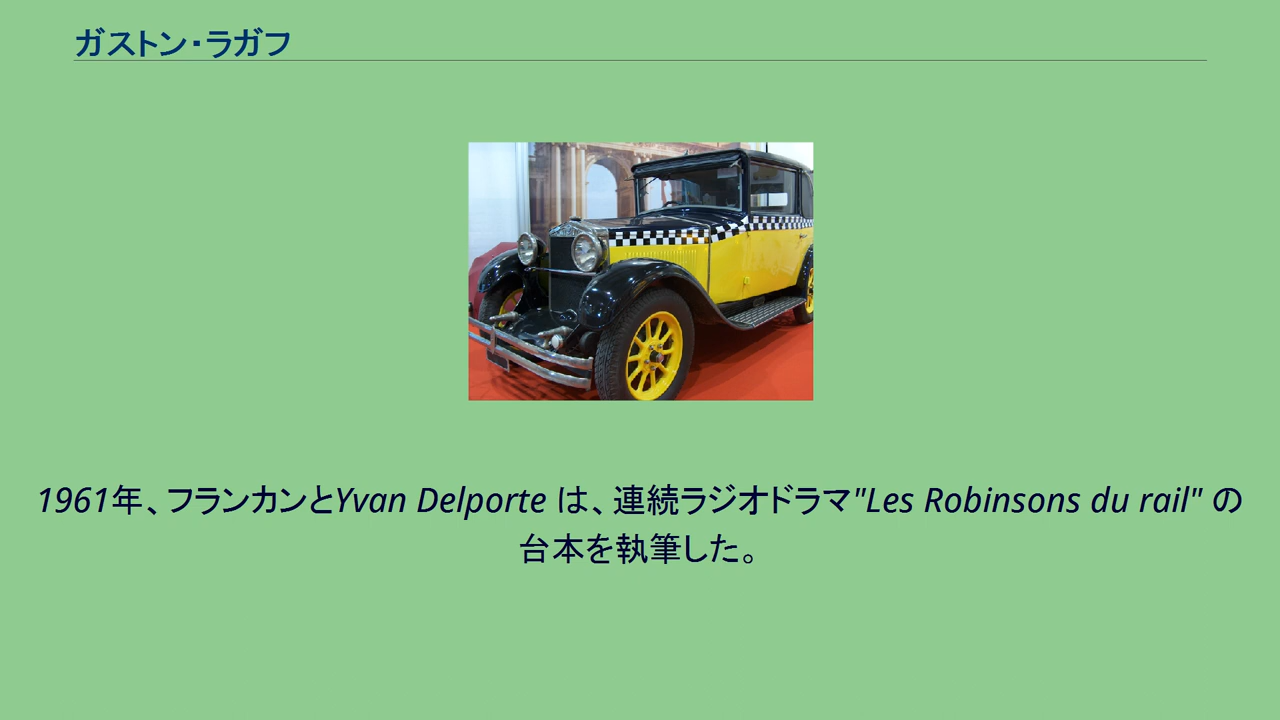 ガストン・ラガフ
1961年、フランカンとYvan Delporte は、連続ラジオドラマ"Les Robinsons du rail" の
台本を執筆した。